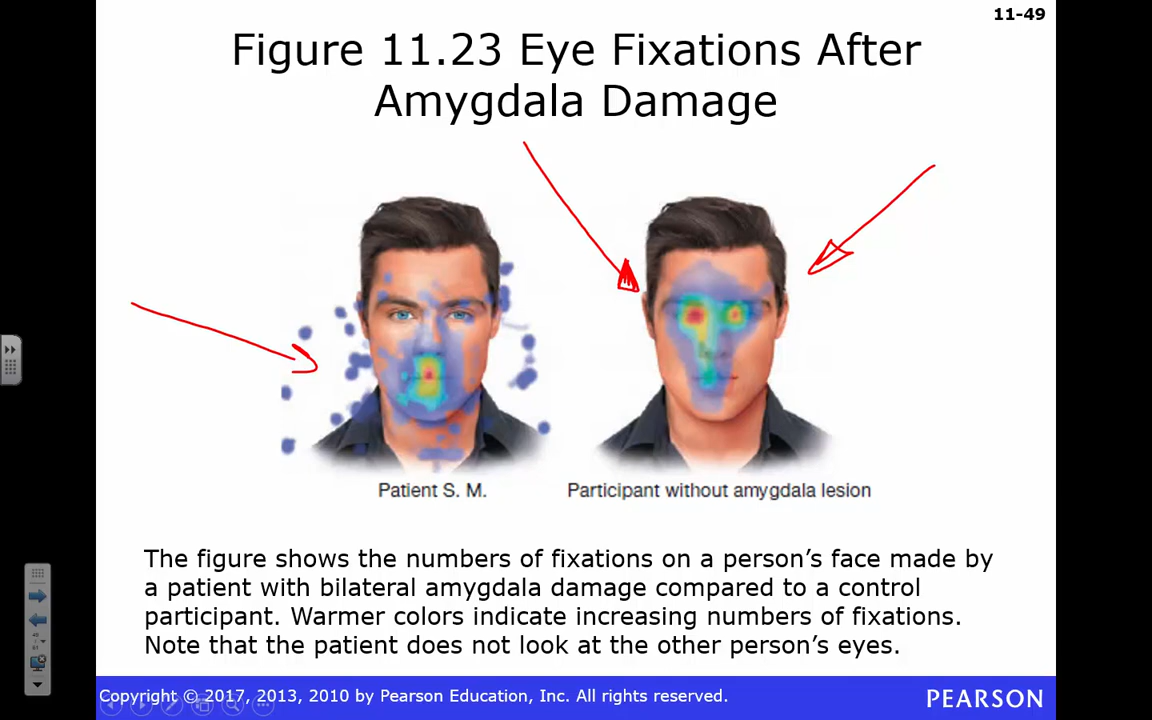 11-49
Figure 11.23 Eye Fixations After
Amygdala Damage
Patient S. M.
Participant without amygdala lesion
The figure shows the numbers of fixations on a person’s face made by
a patient with bilateral amygdala damage compared to a control
participant. Warmer colors indicate increasing numbers of fixations.
Note that the patient does not look at the other person’s eyes.
Copyright © 2017, 2013, 2010 by Pearson Education, Inc. All rights reserved.
PEARSON